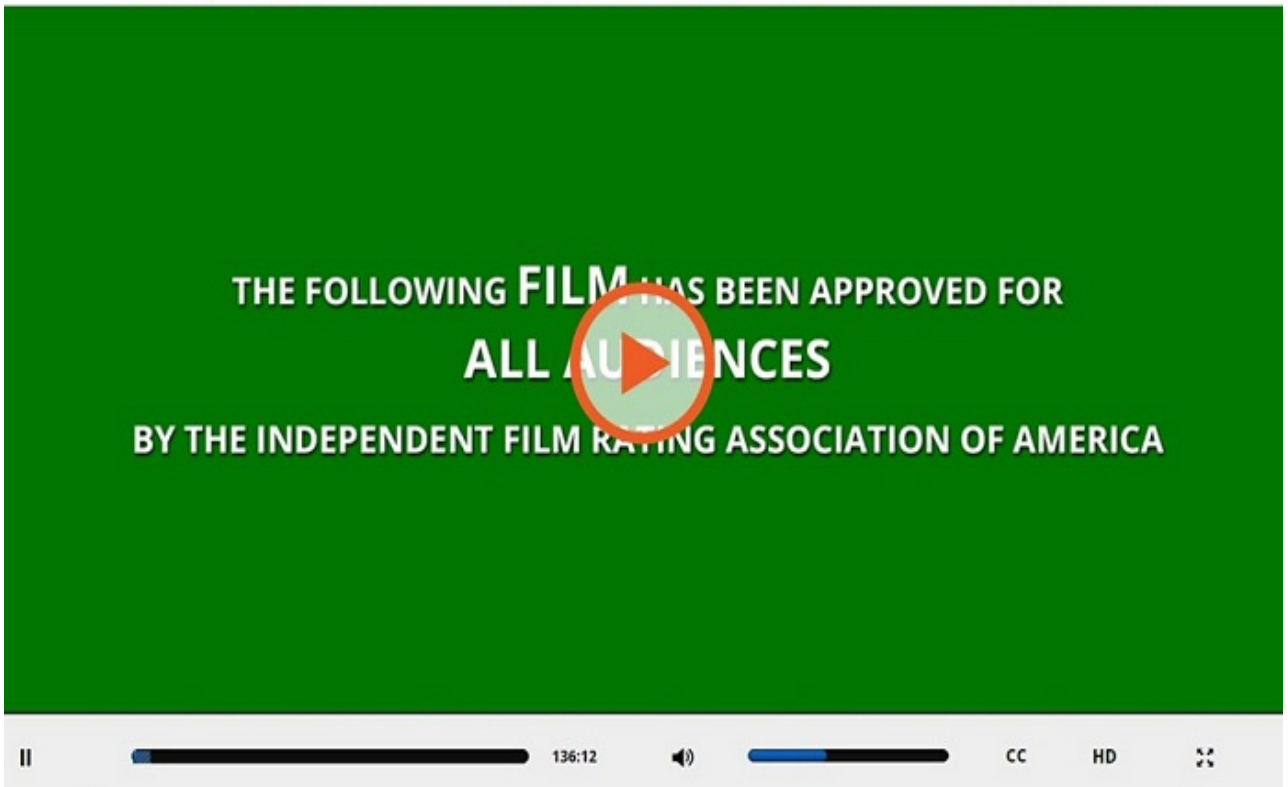 THE FOLLOWING FILM HAS BEEN APPROVED FOR
ALL AUDIENCES
BY THE INDEPENDENT FILM RATING ASSOCIATION OF AMERICA
136:12 CC HD